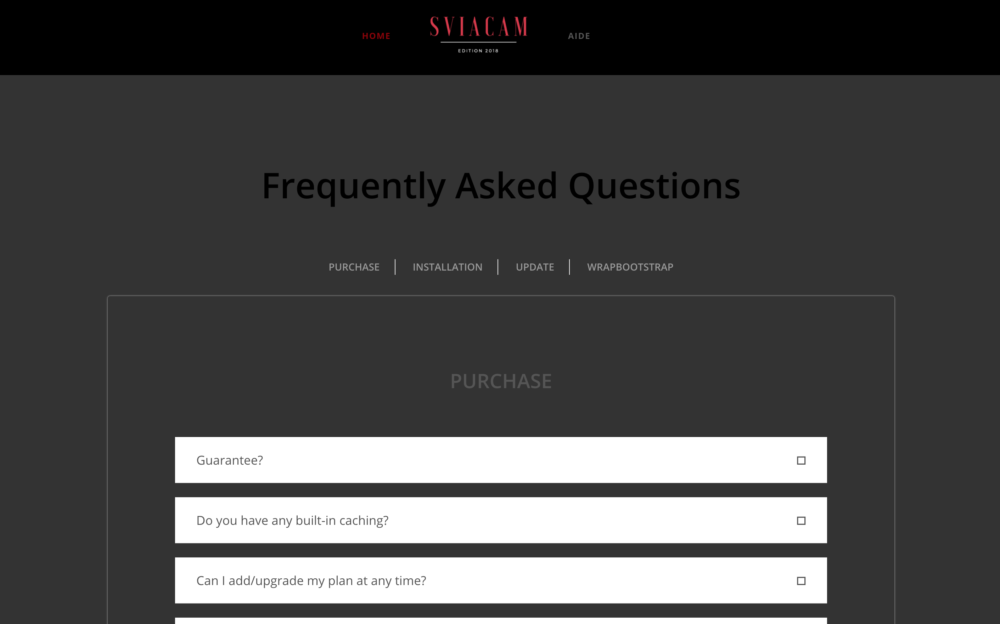 HOME
SVIACAM
EDITION 2018
AIDE
Frequently Asked Questions
PURCHASE
INSTALLATION
UPDATE
WRAPBOOTSTRAP
PURCHASE
Guarantee?
Do you have any built-in caching?
Can I add/upgrade my plan at any time?